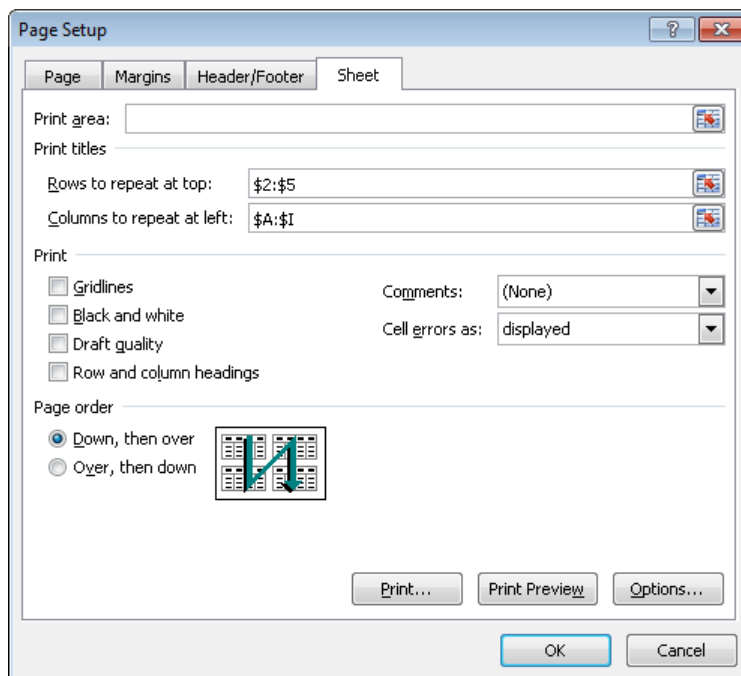 Page Setup
Page Margins Header/Footer Sheet
Print area:
Print titles
Rows to repeat at top: $2:$5
Columns to repeat at left: $A:$I
Print
Gridlines
Comments: (None)
Black and white
Cell errors as: displayed
Draft quality
Row and column headings
Page order
Down, then over
Over, then down
Print... Print Preview Options...
OK Cancel